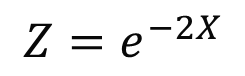 Z = e^{-2X}